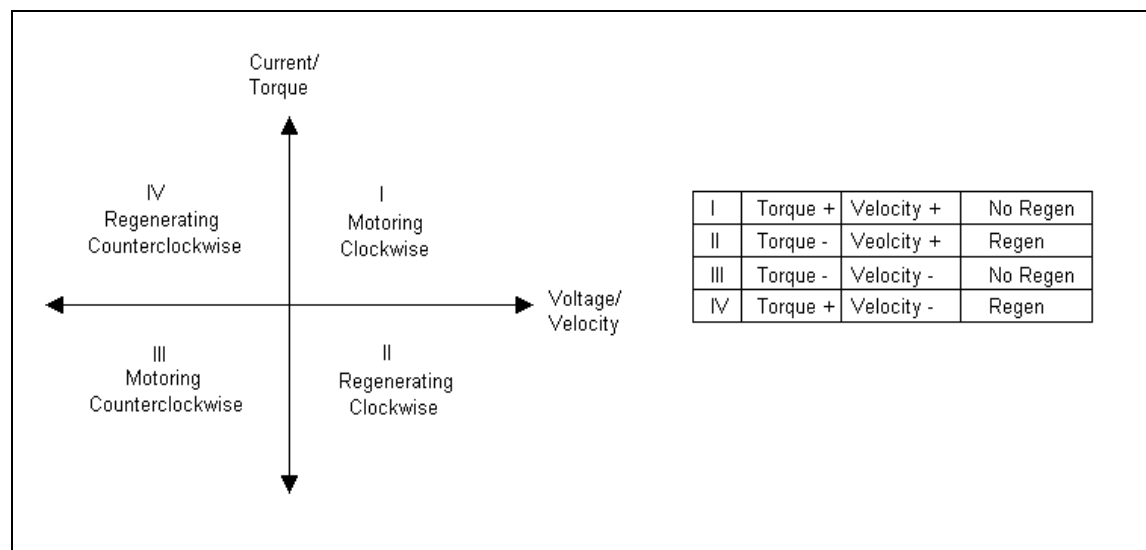 Current/
Torque
IV
Regenerating
Counterclockwise
I
Motoring
Clockwise
Voltage/
Velocity
III
Motoring
Counterclockwise
II
Regenerating
Clockwise
I Torque + Velocity + No Regen
II Torque - Veolcity + Regen
III Torque - Velocity - No Regen
IV Torque + Velocity - Regen